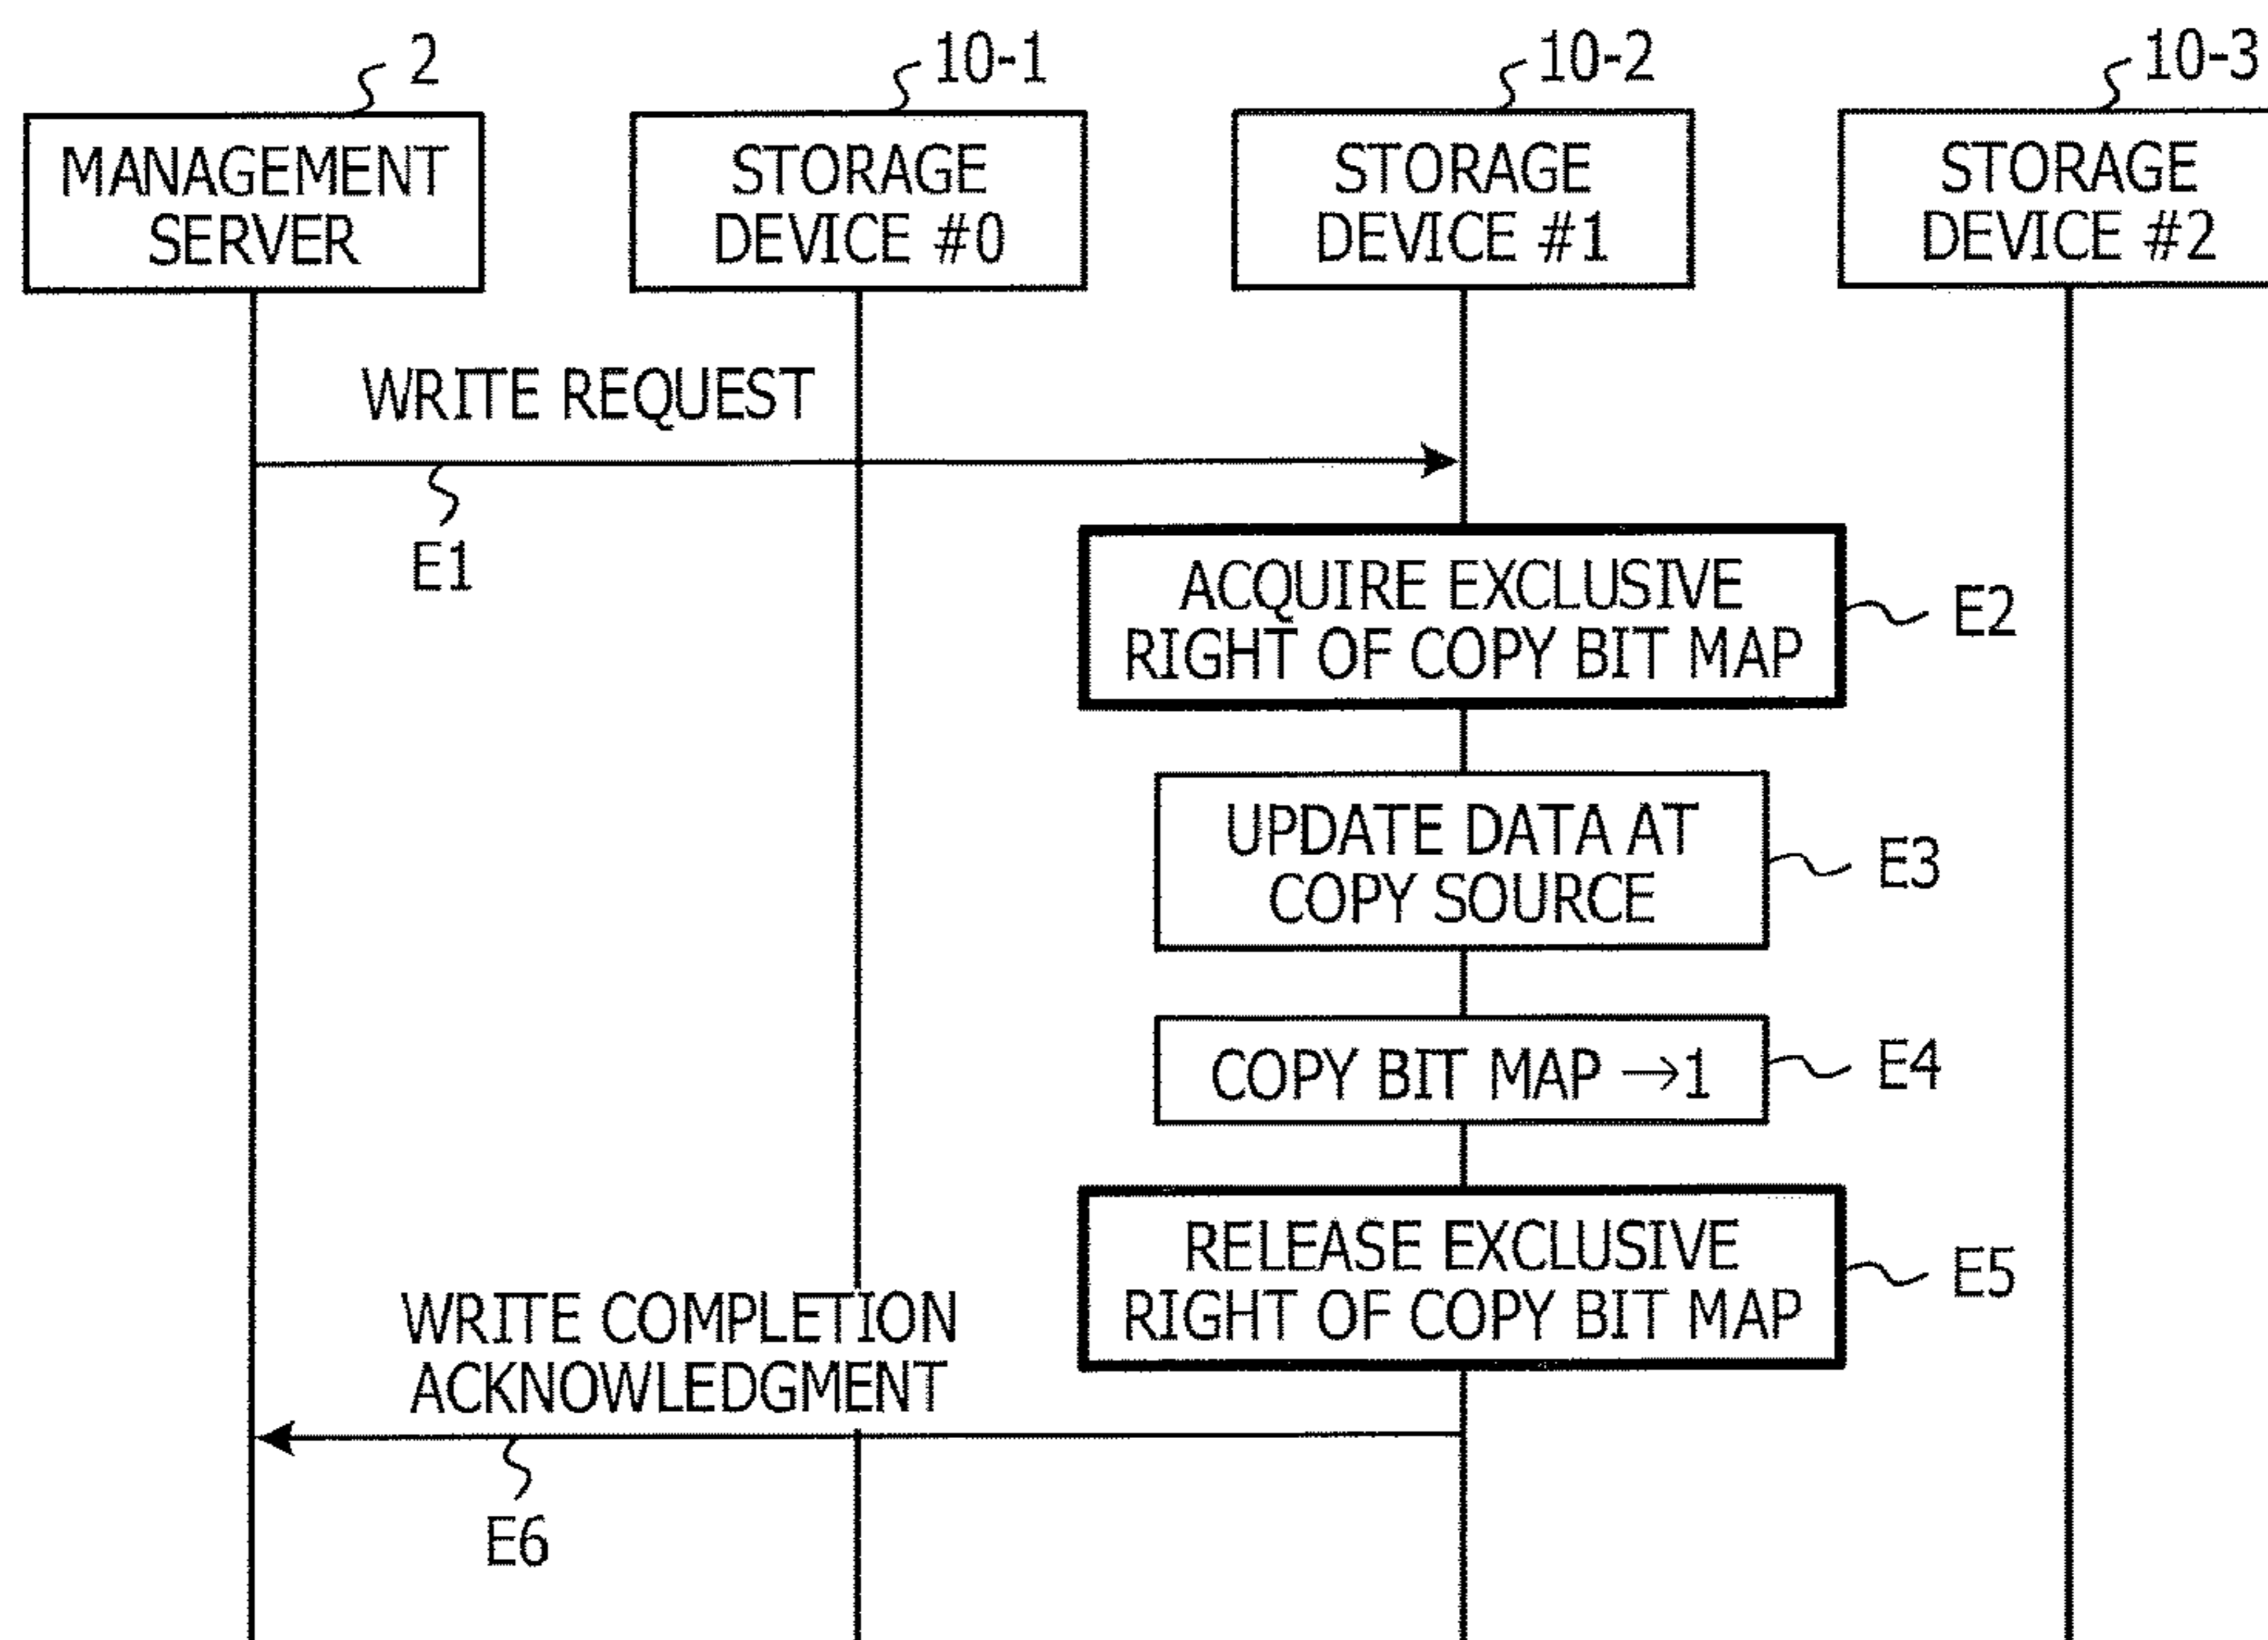 2
10-1
10-2
10-3
MANAGEMENT
SERVER
STORAGE
DEVICE #0
STORAGE
DEVICE #1
STORAGE
DEVICE #2
WRITE REQUEST
E1
ACQUIRE EXCLUSIVE
RIGHT OF COPY BIT MAP
E2
UPDATE DATA AT
COPY SOURCE
E3
COPY BIT MAP →1
E4
RELEASE EXCLUSIVE
RIGHT OF COPY BIT MAP
E5
WRITE COMPLETION
ACKNOWLEDGMENT
E6